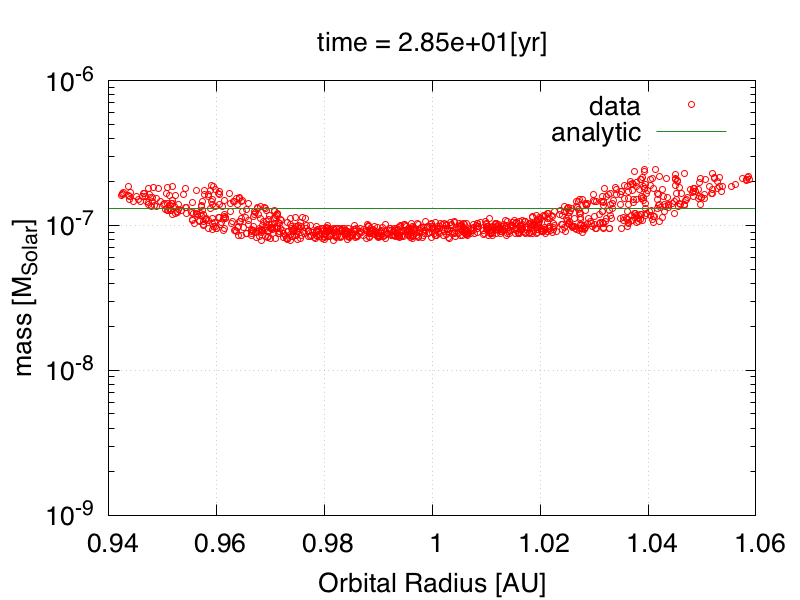 time = 2.85e+01[yr]
data
analytic
mass [M_Solar]
10^-6
10^-7
10^-8
10^-9
0.94 0.96 0.98 1 1.02 1.04 1.06
Orbital Radius [AU]